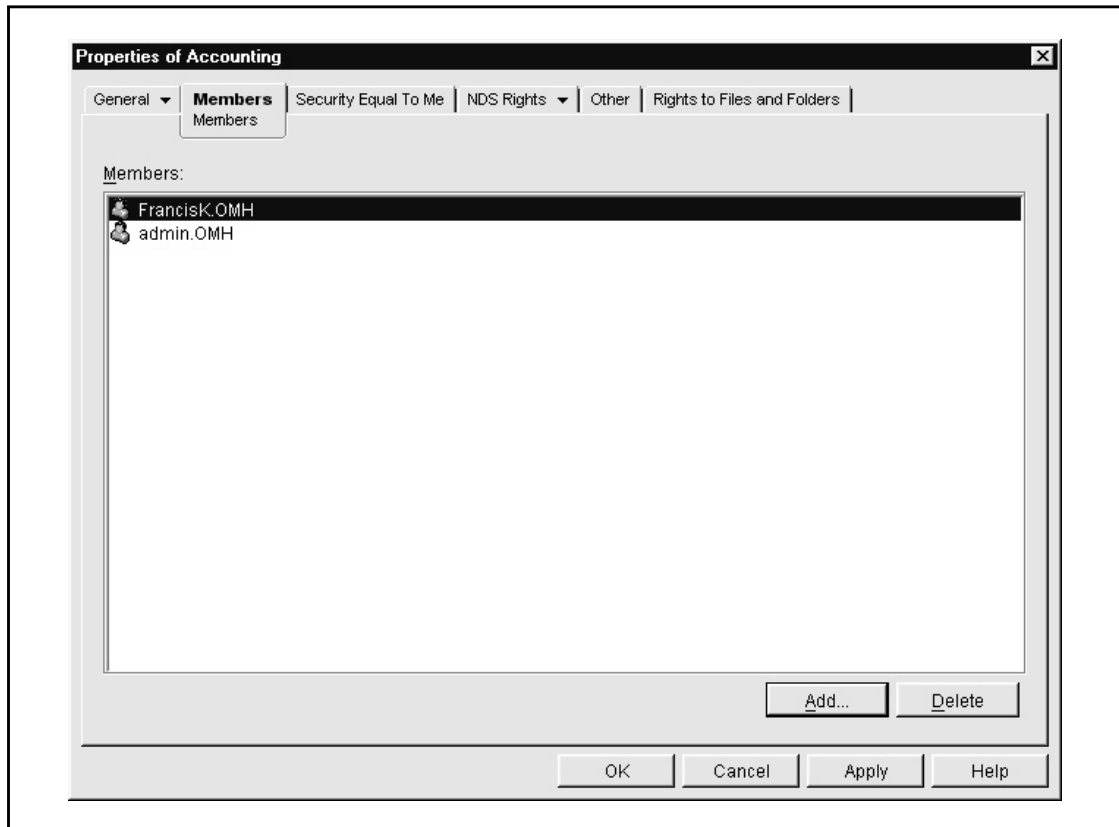 Properties of Accounting
General Members Security Equal To Me NDS Rights Other Rights to Files and Folders
Members
Members:
FrancisK.OMH
admin.OMH
Add... Delete
OK Cancel Apply Help